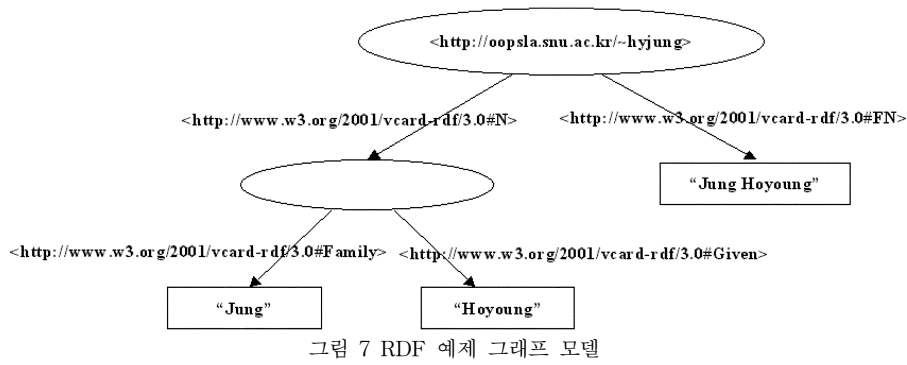 <http://oopsla.snu.ac.kr/~hyjung>
<http://www.w3.org/2001/vcard-rdf/3.0#N>
<http://www.w3.org/2001/vcard-rdf/3.0#FN>
“Jung Hoyoung”
<http://www.w3.org/2001/vcard-rdf/3.0#Family>
<http://www.w3.org/2001/vcard-rdf/3.0#Given>
“Jung”
“Hoyoung”
그림 7 RDF 예제 그래프 모델